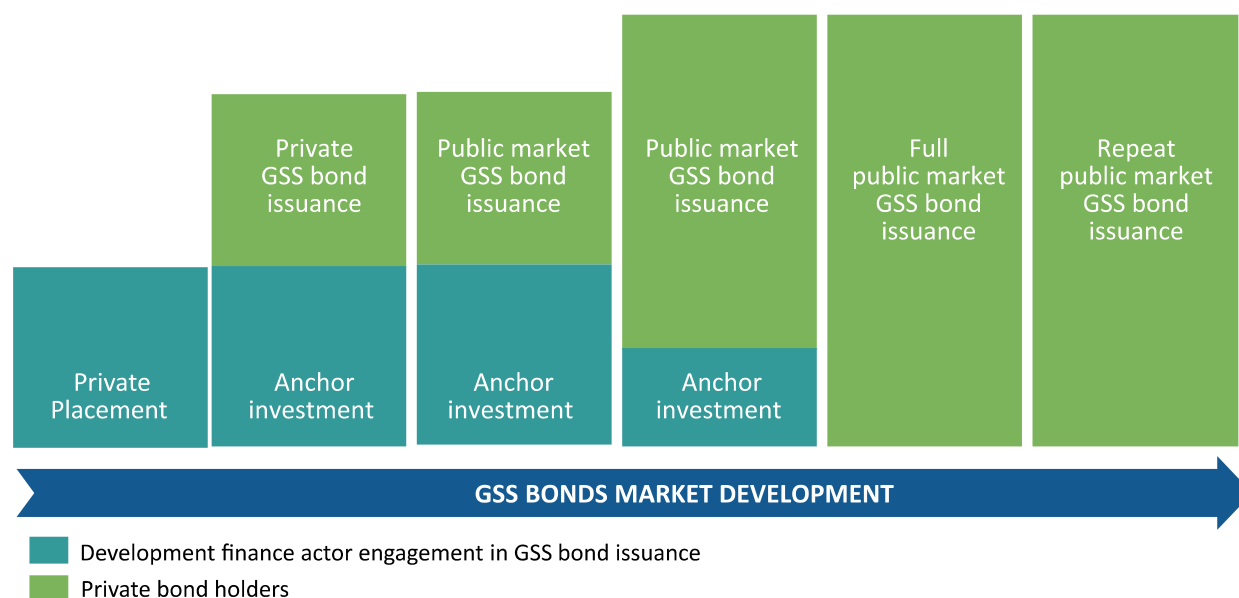 Private
GSS bond
issuance
Public market
GSS bond
issuance
Public market
GSS bond
issuance
Full
public market
GSS bond
issuance
Repeat
public market
GSS bond
issuance
Private
Placement
Anchor
investment
Anchor
investment
Anchor
investment
GSS BONDS MARKET DEVELOPMENT
Development finance actor engagement in GSS bond issuance
Private bond holders